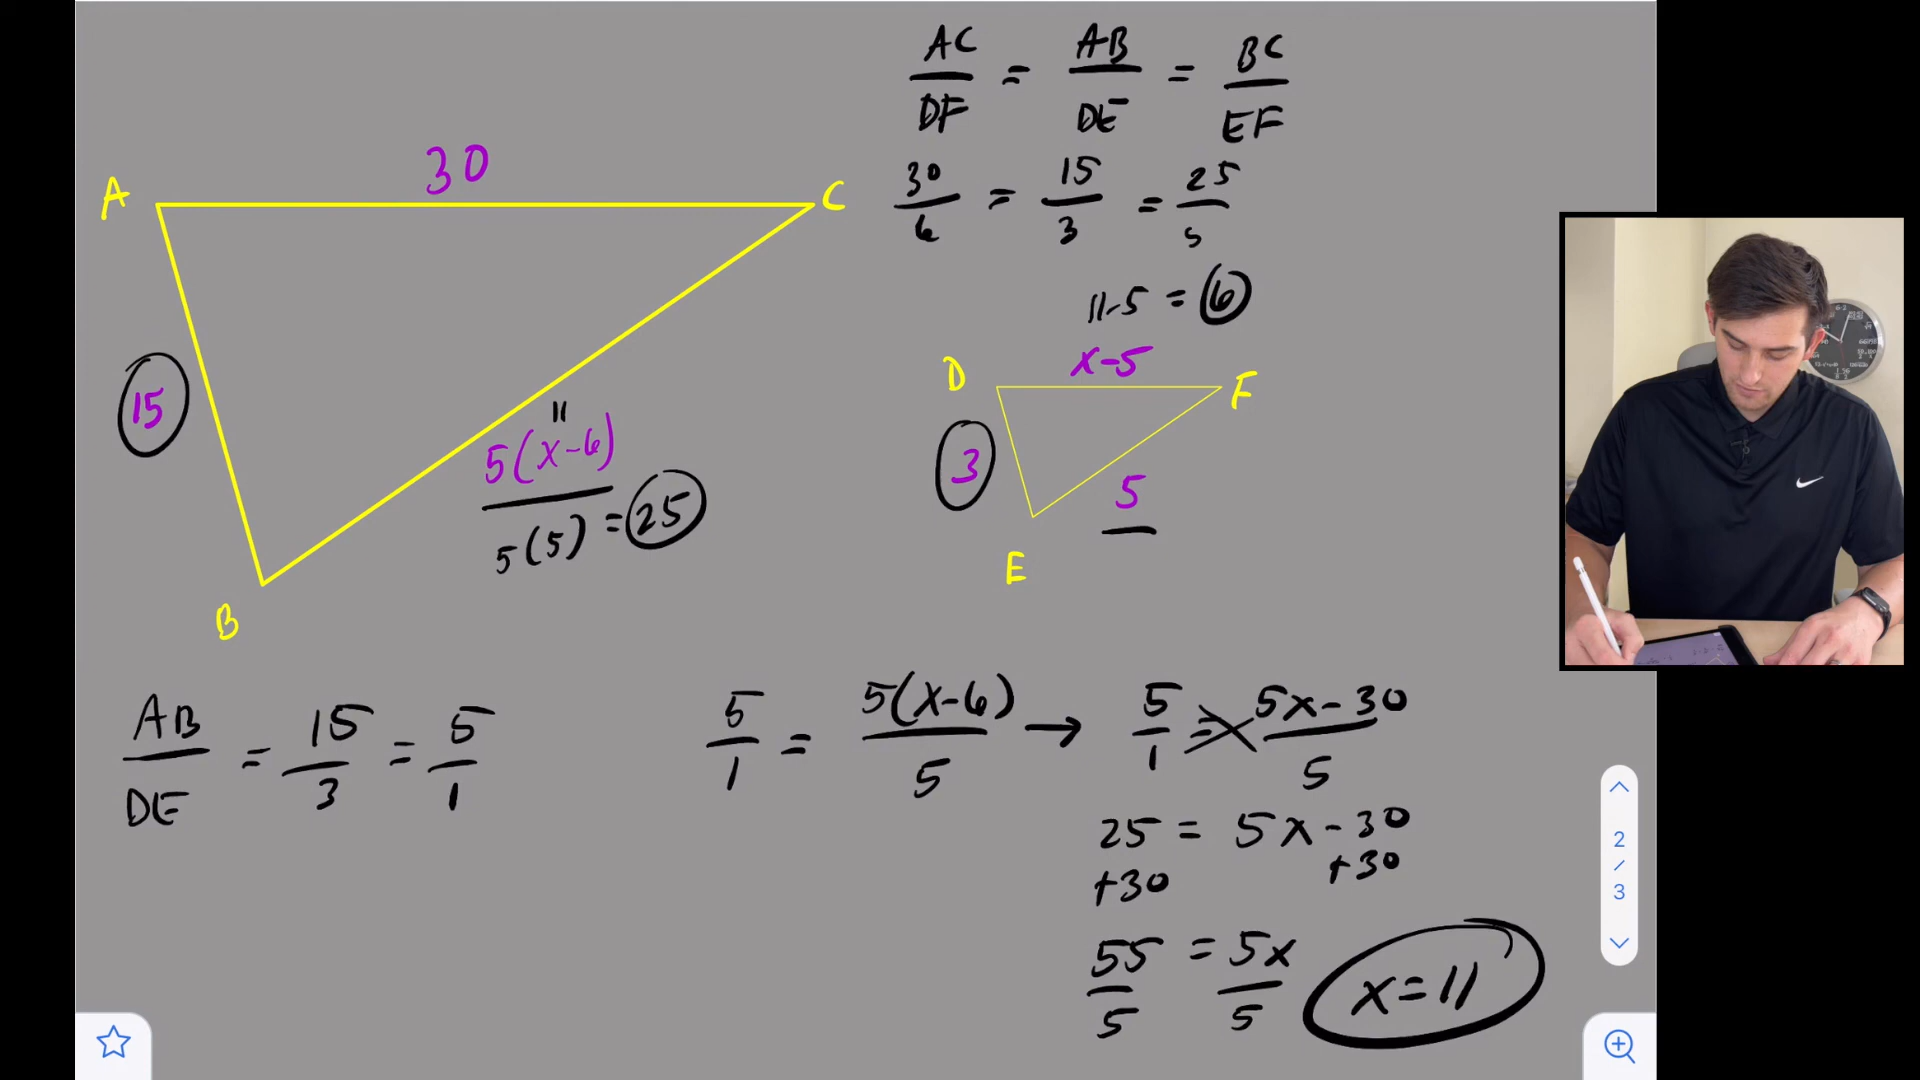 AC/DF = AB/DE = BC/EF
30/6 = 15/3 = 25/5
11-5 = 6
x-5
30
A
C
D
F
15
11
5(x-6)
5(5) = 25
3
5
E
B
AB/DE = 15/3 = 5/1
5/1 = 5(x-6)/5 → 5/1 = 5x-30/5
25 = 5x-30
+30 +30
55/5 = 5x/5
x=11
2
/
3